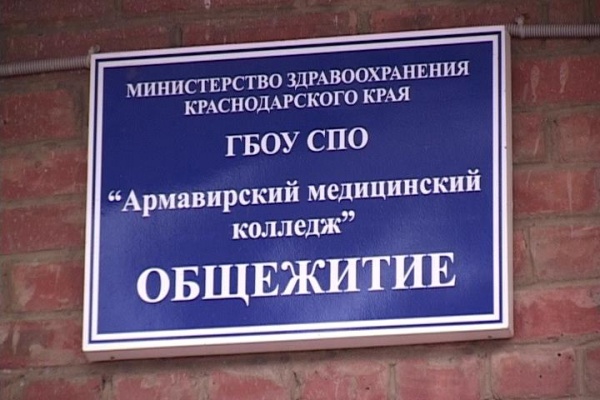 МИНИСТЕРСТВО ЗДРАВООХРАНЕНИЯ
КРАСНОДАРСКОГО КРАЯ
ГБОУ СПО
“Армавирский медицинский
колледж”
ОБЩЕЖИТИЕ